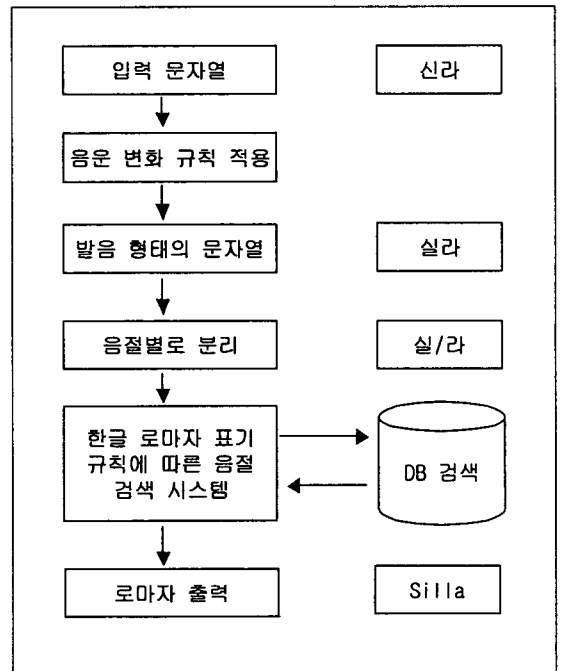 입력 문자열
신라
음운 변화 규칙 적용
발음 형태의 문자열
실라
음절별로 분리
실/라
한글 로마자 표기
규칙에 따른 음절
검색 시스템
DB 검색
로마자 출력
Silla